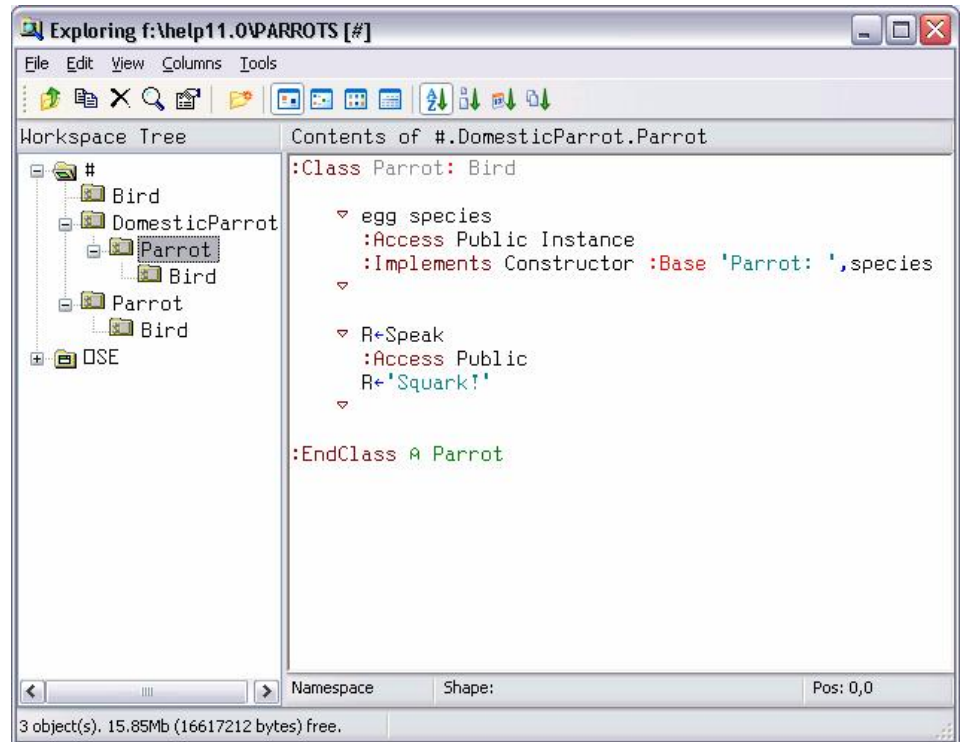 Exploring f:\help11.0\PARROTS [#]
File Edit View Columns Tools
Workspace Tree
Contents of #.DomesticParrot.Parrot
#
Bird
DomesticParrot
Parrot
Bird
Parrot
Bird
⎕SE
:Class Parrot: Bird
∇ egg species
:Access Public Instance
:Implements Constructor :Base 'Parrot: ',species
∇
∇ R←Speak
:Access Public
R←'Squark!'
∇
:EndClass ⍝ Parrot
Namespace Shape: Pos: 0,0
3 object(s). 15.85Mb (16617212 bytes) free.